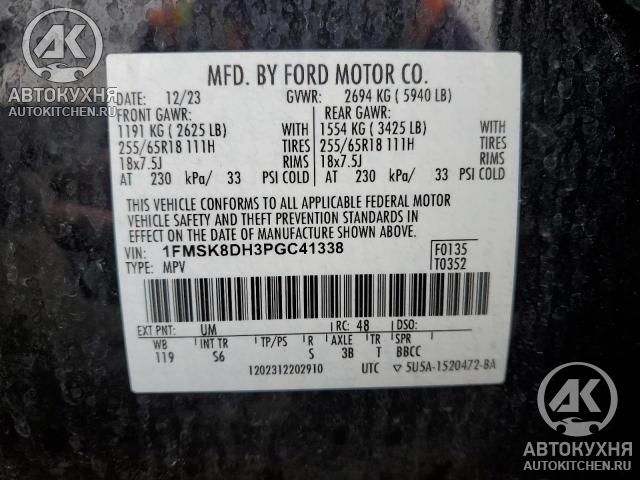 АК
АВТОКУХНЯ
AUTOKITCHEN.RU
MFD. BY FORD MOTOR CO.
DATE: 12/23 GVWR: 2694 KG ( 5940 LB)
FRONT GAWR: REAR GAWR:
1191 KG ( 2625 LB) WITH 1554 KG ( 3425 LB) WITH
255/65R18 111H TIRES 255/65R18 111H TIRES
18x7.5J RIMS 18x7.5J RIMS
AT 230 kPa/ 33 PSI COLD AT 230 kPa/ 33 PSI COLD
THIS VEHICLE CONFORMS TO ALL APPLICABLE FEDERAL MOTOR
VEHICLE SAFETY AND THEFT PREVENTION STANDARDS IN
EFFECT ON THE DATE OF MANUFACTURE SHOWN ABOVE.
VIN: 1FMSK8DH3PGC41338 F0135
TYPE: MPV T0352
EXT PNT: UM RC: 48 DSO:
WB INT TR TP/PS R AXLE TR SPR
119 S6 S 3B T BBCC
1202312202910 UTC ▽ 5U5A-1520472-BA
АК
АВТОКУХНЯ
AUTOKITCHEN.RU